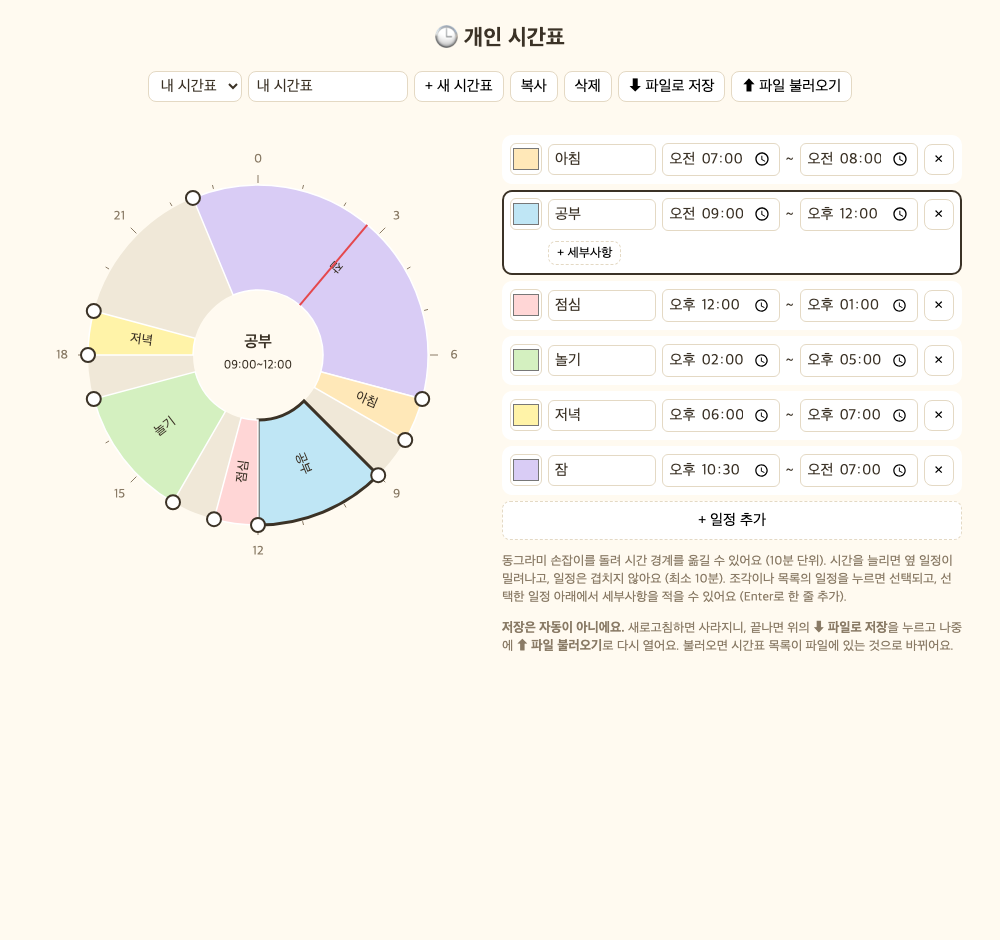 개인 시간표
내 시간표
내 시간표
+ 새 시간표
복사
삭제
⬇ 파일로 저장
⬆ 파일 불러오기
0
3
6
9
12
15
18
21
잠
아침
공부
점심
놀기
저녁
공부
09:00~12:00
아침 오전 07:00 ~ 오전 08:00 ×
공부 오전 09:00 ~ 오후 12:00 ×
+ 세부사항
점심 오후 12:00 ~ 오후 01:00 ×
놀기 오후 02:00 ~ 오후 05:00 ×
저녁 오후 06:00 ~ 오후 07:00 ×
잠 오후 10:30 ~ 오전 07:00 ×
+ 일정 추가
동그라미 손잡이를 돌려 시간 경계를 옮길 수 있어요 (10분 단위). 시간을 늘리면 옆 일정이
밀려나고, 일정은 겹치지 않아요 (최소 10분). 조각이나 목록의 일정을 누르면 선택되고, 선
택한 일정 아래에서 세부사항을 적을 수 있어요 (Enter로 한 줄 추가).
저장은 자동이 아니에요. 새로고침하면 사라지니, 끝나면 위의 ⬇ 파일로 저장을 누르고 나중
에 ⬆ 파일 불러오기로 다시 열어요. 불러오면 시간표 목록이 파일에 있는 것으로 바뀌어요.